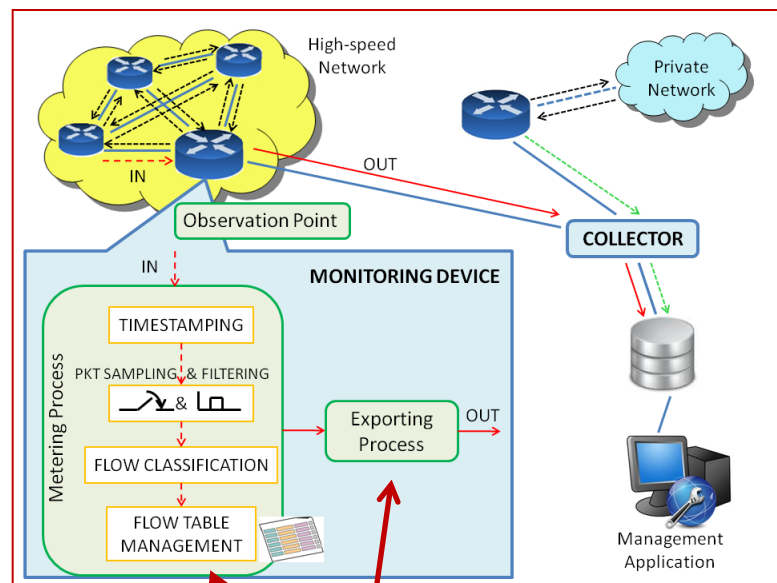 High-speed
Network
Private
Network
IN
OUT
Observation Point
COLLECTOR
IN
MONITORING DEVICE
Metering Process
TIMESTAMPING
PKT SAMPLING & FILTERING
&
Exporting
Process
OUT
FLOW CLASSIFICATION
FLOW TABLE
MANAGEMENT
Management
Application